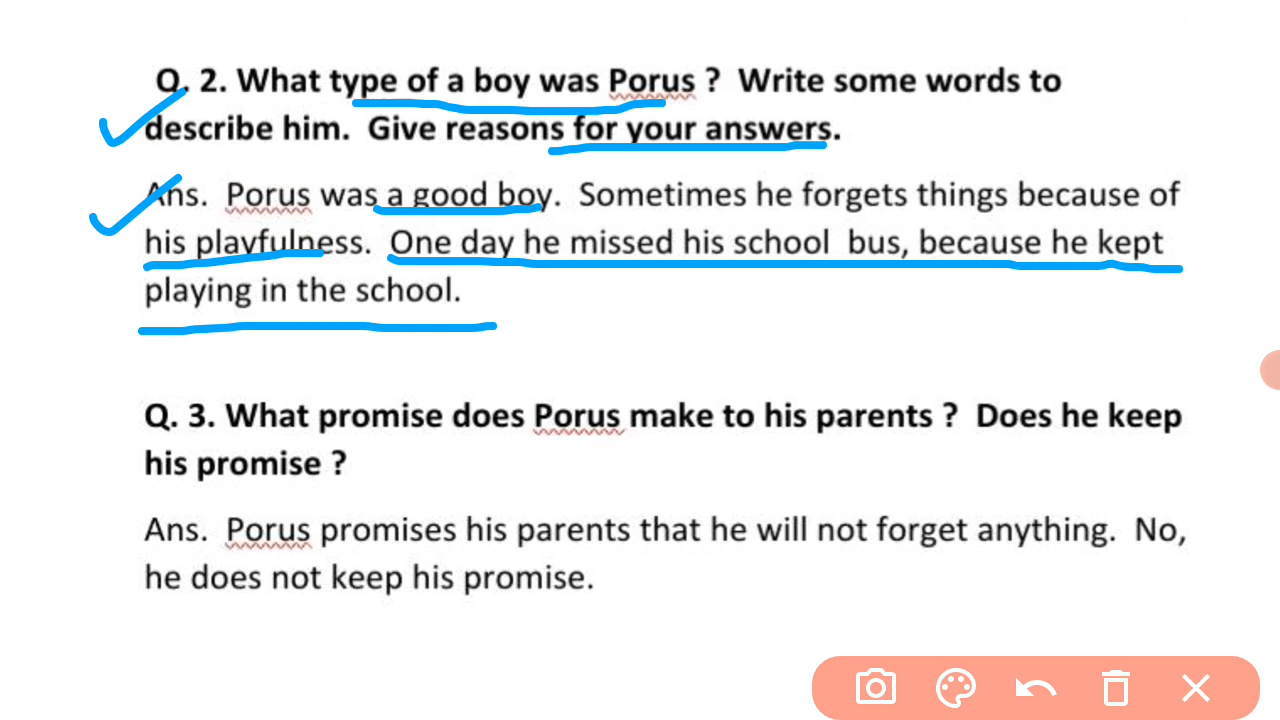 Q. 2. What type of a boy was Porus ?  Write some words to
describe him.  Give reasons for your answers.
Ans.  Porus was a good boy.  Sometimes he forgets things because of
his playfulness.  One day he missed his school  bus, because he kept
playing in the school.
Q. 3. What promise does Porus make to his parents ?  Does he keep
his promise ?
Ans.  Porus promises his parents that he will not forget anything.  No,
he does not keep his promise.